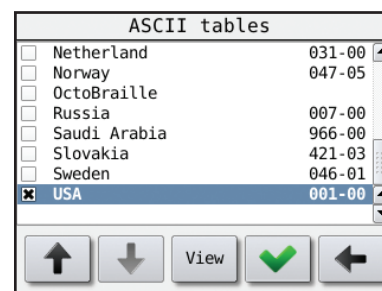 ASCII tables
Netherland 031-00
Norway 047-05
OctoBraille
Russia 007-00
Saudi Arabia 966-00
Slovakia 421-03
Sweden 046-01
USA 001-00
View